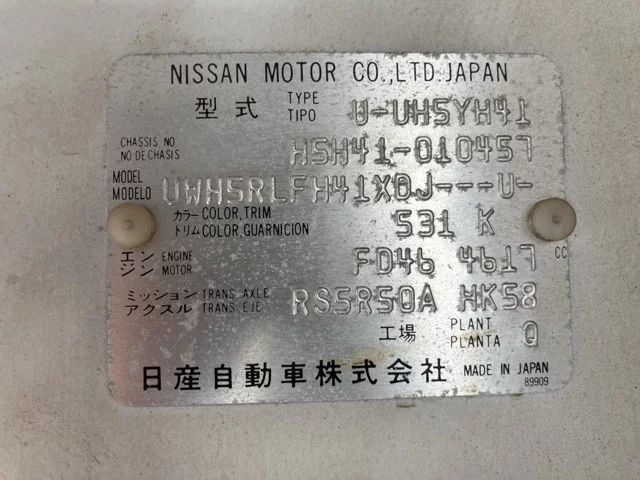 NISSAN MOTOR CO.,LTD.JAPAN
型式 TYPE TIPO U-UH5YH41
CHASSIS NO NO DE CHASIS H5H41-010457
MODEL MODELO UWH5RLFH41XDJ---U-
カラー COLOR,TRIM トリム COLOR,GUARNICION 531 K
エンジン ENGINE MOTOR FD46 4617 CC
ミッション TRANS. AXLE アクスル TRANS. EJE RS5R50A HK58
工場 PLANT PLANTA Q
日産自動車株式会社 MADE IN JAPAN
89909